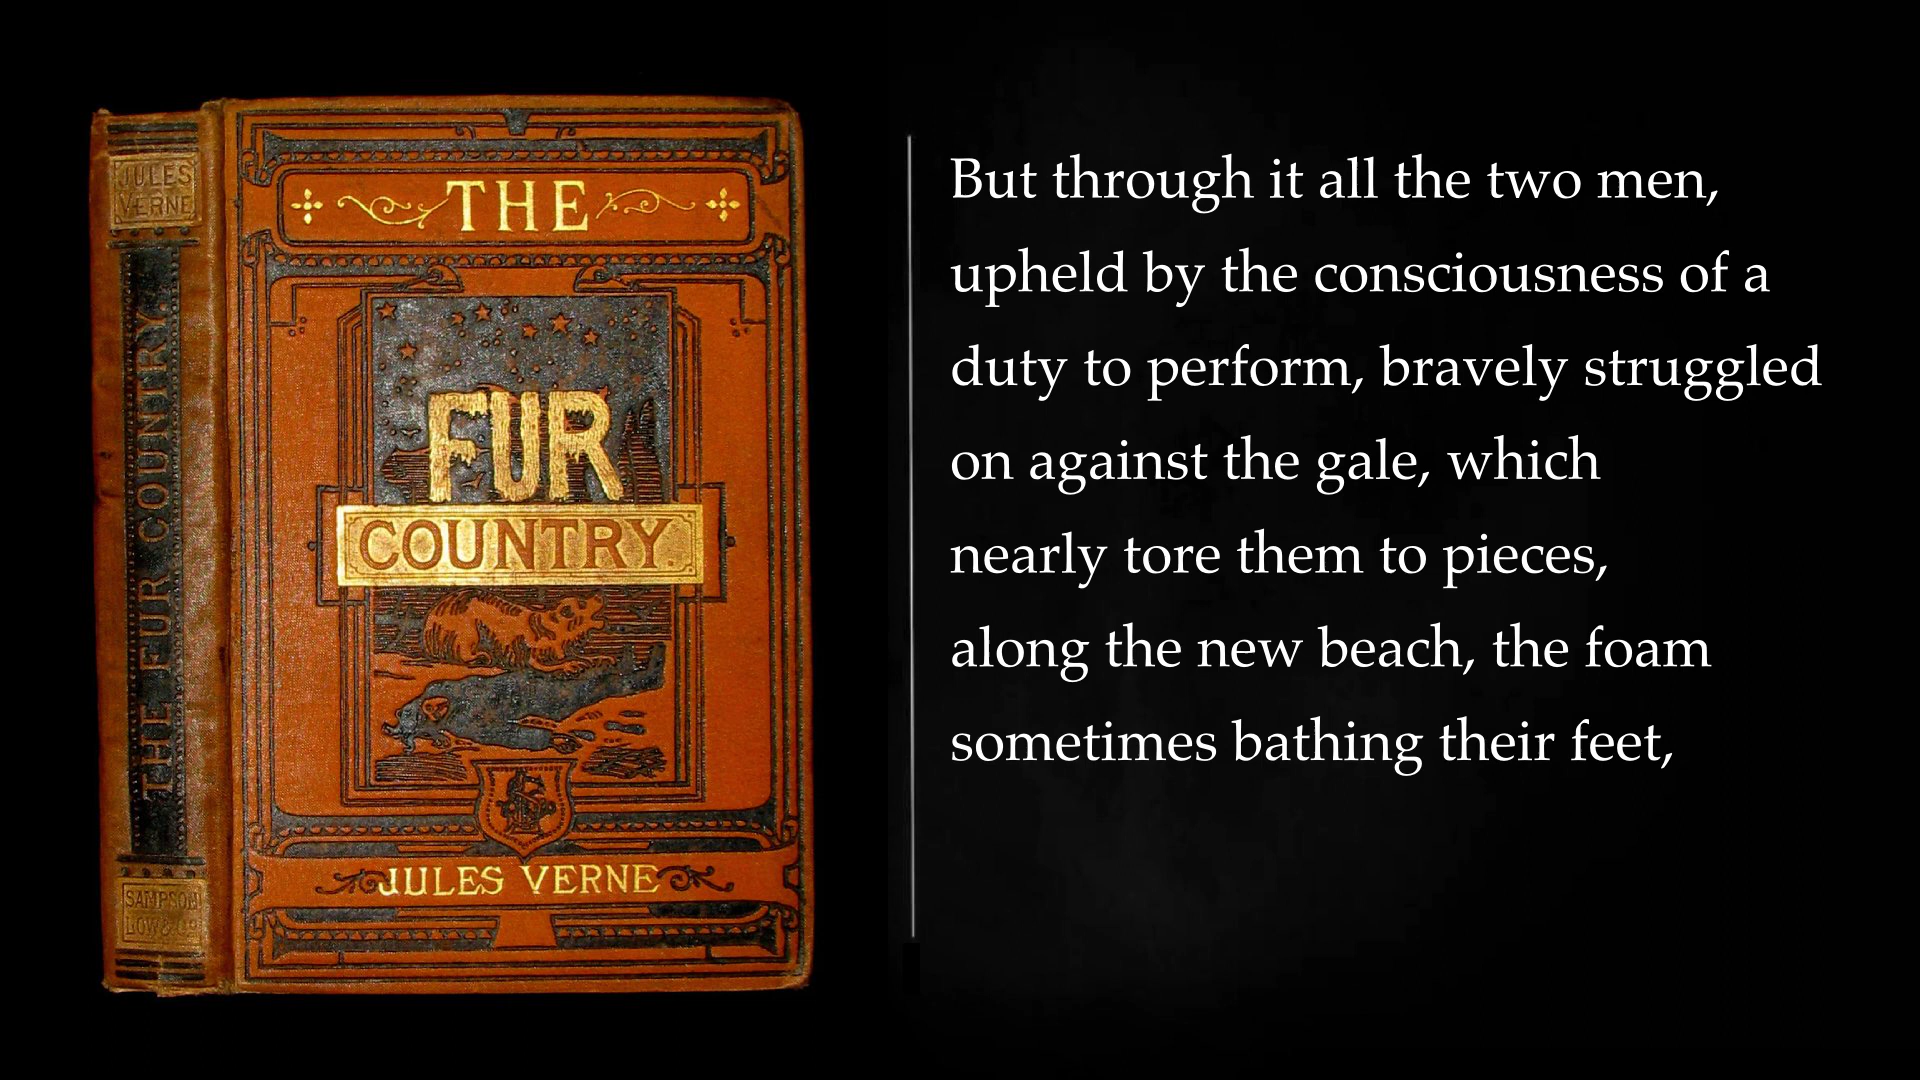 JULES
VERNE
THE FUR COUNTRY.
SAMPSON
LOW & Co
THE
FUR
COUNTRY.
JULES VERNE
But through it all the two men,
upheld by the consciousness of a
duty to perform, bravely struggled
on against the gale, which
nearly tore them to pieces,
along the new beach, the foam
sometimes bathing their feet,